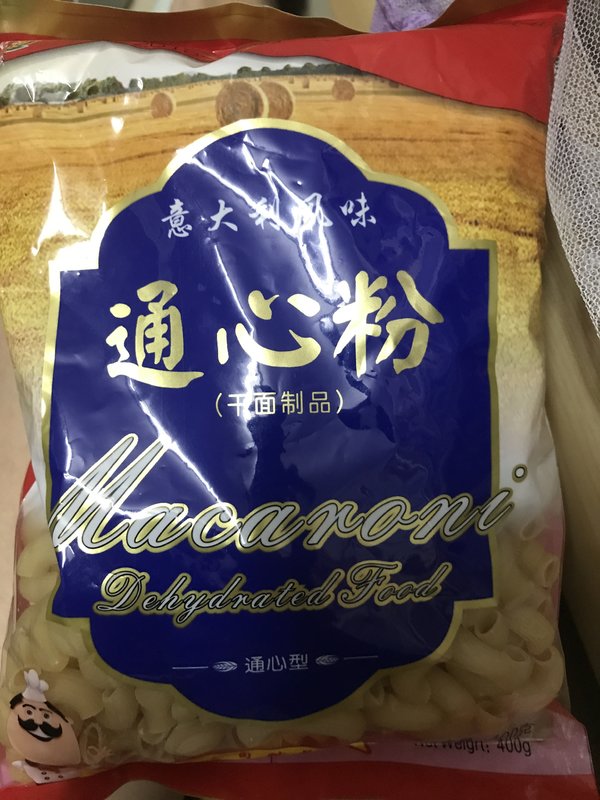 意大利风味
通心粉
(干面制品)
Macaroni
Dehydrated Food
通心型
Net Weight: 400g